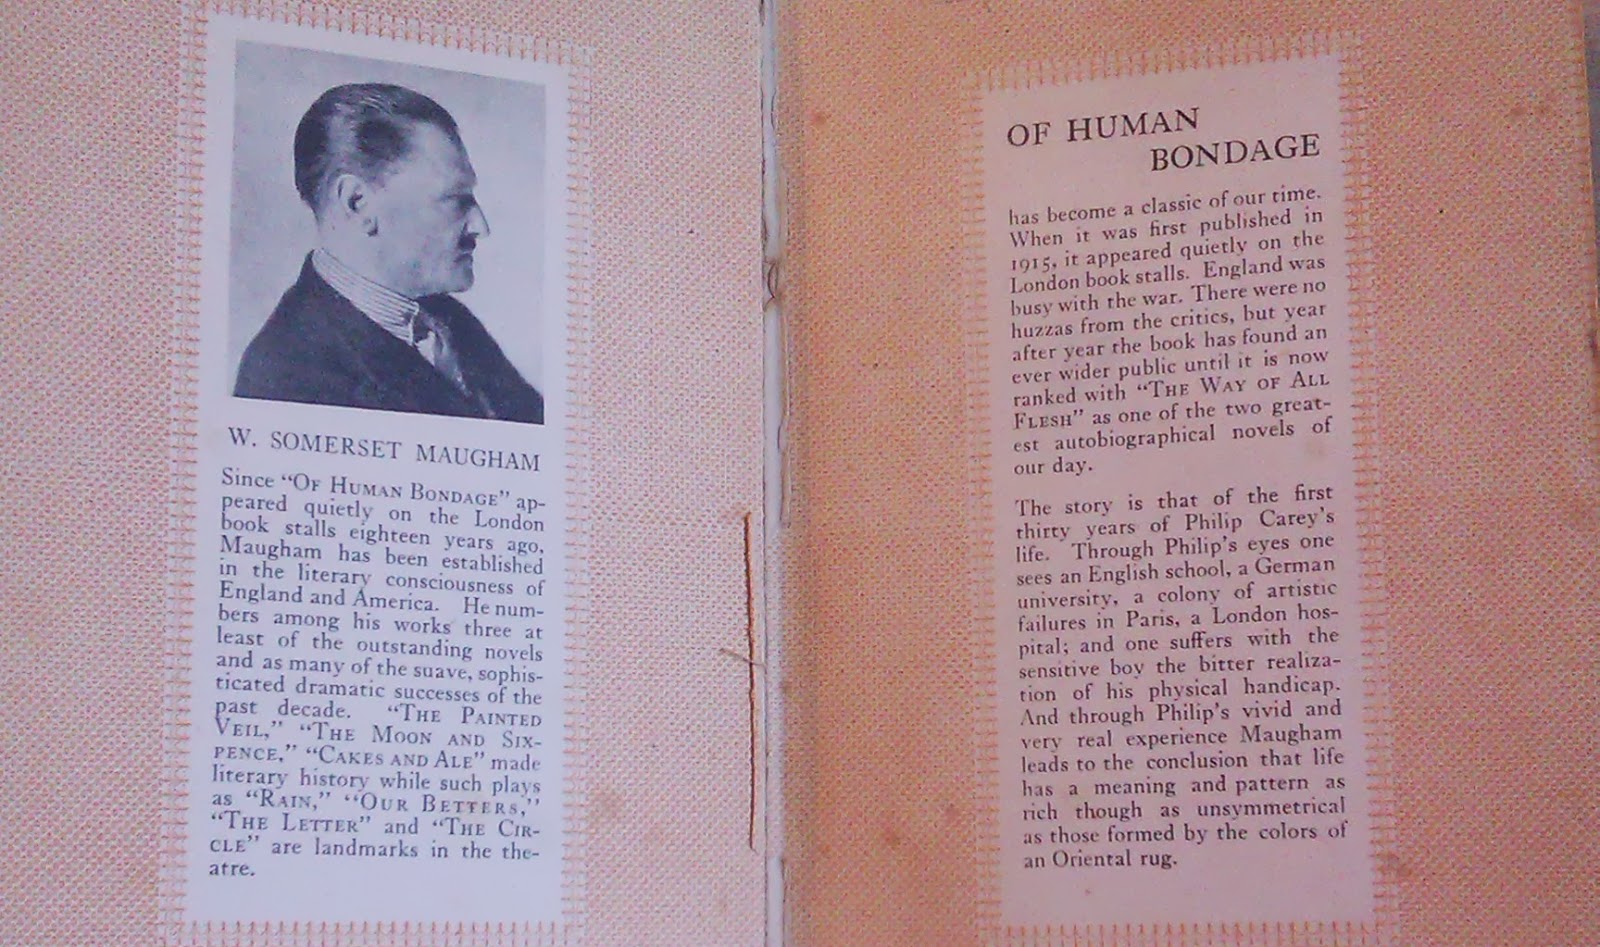 W. SOMERSET MAUGHAM
Since “OF HUMAN BONDAGE” ap-
peared quietly on the London
book stalls eighteen years ago,
Maugham has been established
in the literary consciousness of
England and America. He num-
bers among his works three at
least of the outstanding novels
and as many of the suave, sophis-
ticated dramatic successes of the
past decade. “THE PAINTED
VEIL,” “THE MOON AND SIX-
PENCE,” “CAKES AND ALE” made
literary history while such plays
as “RAIN,” “OUR BETTERS,”
“THE LETTER” and “THE CIR-
CLE” are landmarks in the the-
atre.
OF HUMAN
BONDAGE
has become a classic of our time.
When it was first published in
1915, it appeared quietly on the
London book stalls. England was
busy with the war. There were no
huzzas from the critics, but year
after year the book has found an
ever wider public until it is now
ranked with “THE WAY OF ALL
FLESH” as one of the two great-
est autobiographical novels of
our day.
The story is that of the first
thirty years of Philip Carey’s
life. Through Philip’s eyes one
sees an English school, a German
university, a colony of artistic
failures in Paris, a London hos-
pital; and one suffers with the
sensitive boy the bitter realiza-
tion of his physical handicap.
And through Philip’s vivid and
very real experience Maugham
leads to the conclusion that life
has a meaning and pattern as
rich though as unsymmetrical
as those formed by the colors of
an Oriental rug.